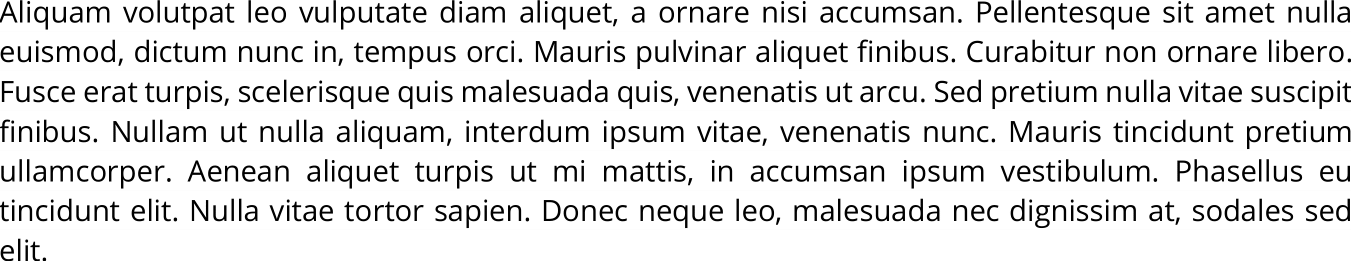 Aliquam volutpat leo vulputate diam aliquet, a ornare nisi accumsan. Pellentesque sit amet nulla
euismod, dictum nunc in, tempus orci. Mauris pulvinar aliquet finibus. Curabitur non ornare libero.
Fusce erat turpis, scelerisque quis malesuada quis, venenatis ut arcu. Sed pretium nulla vitae suscipit
finibus. Nullam ut nulla aliquam, interdum ipsum vitae, venenatis nunc. Mauris tincidunt pretium
ullamcorper. Aenean aliquet turpis ut mi mattis, in accumsan ipsum vestibulum. Phasellus eu
tincidunt elit. Nulla vitae tortor sapien. Donec neque leo, malesuada nec dignissim at, sodales sed
elit.